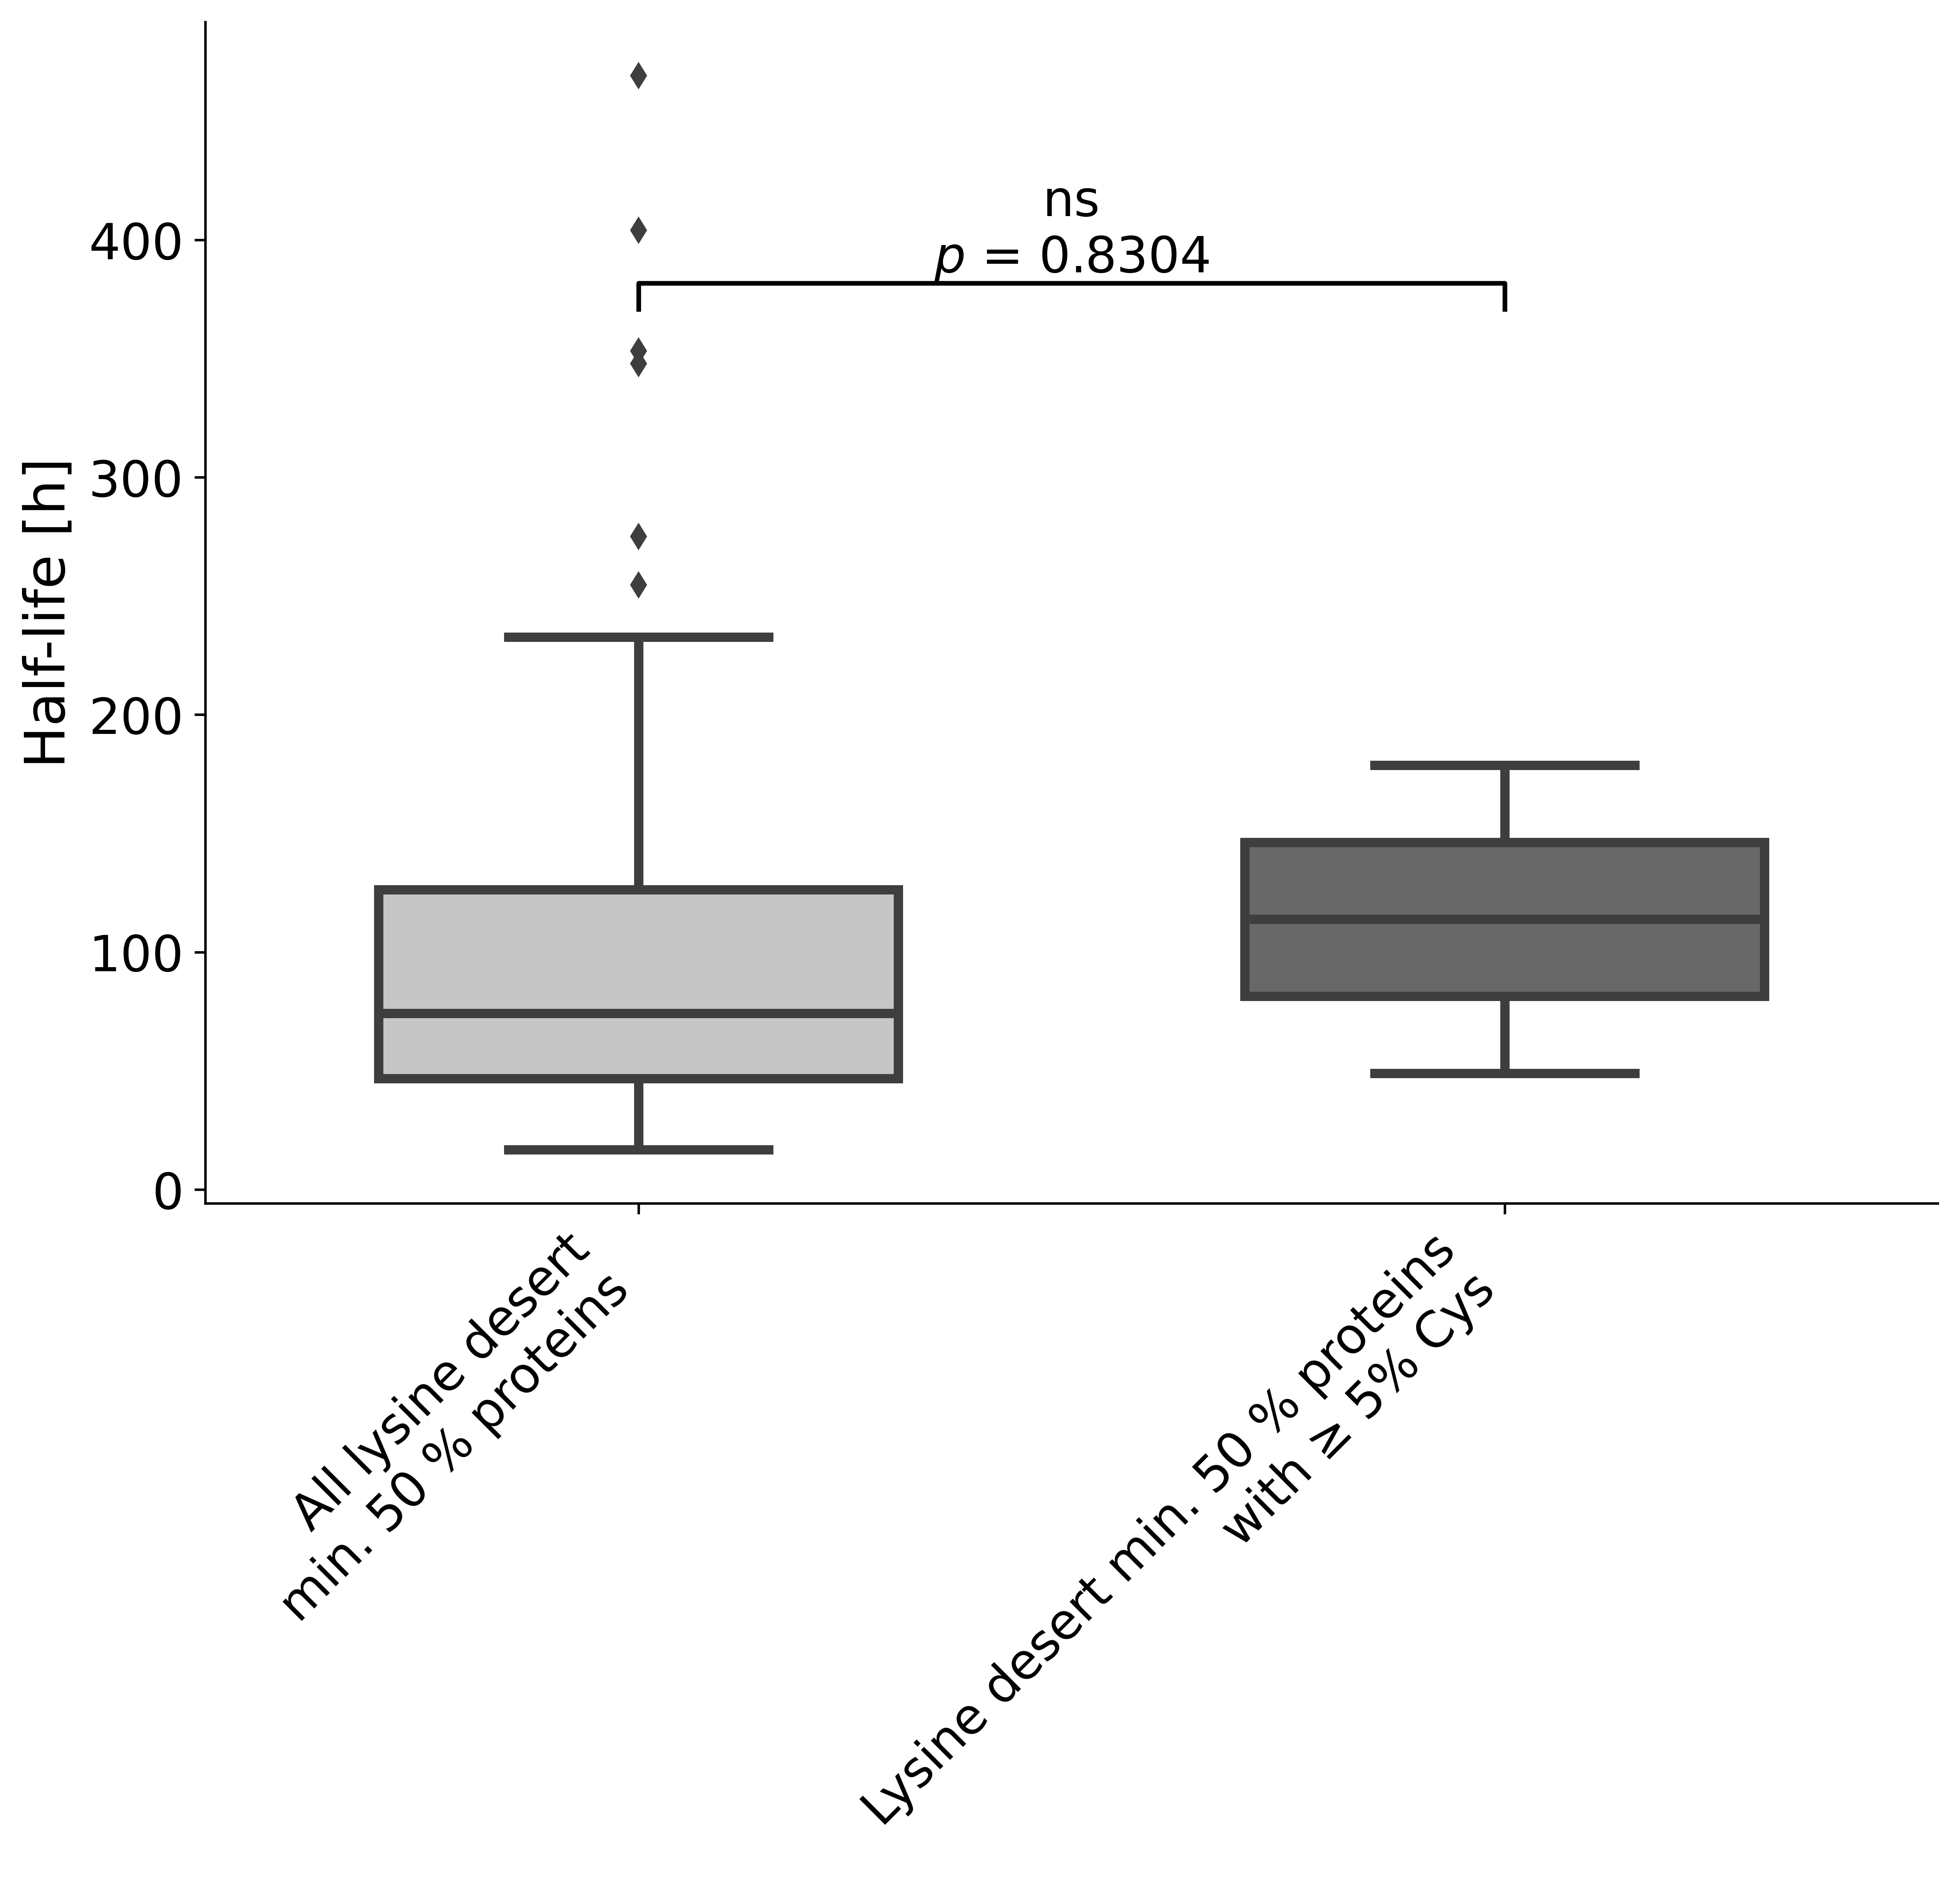 ns
p = 0.8304
Half-life [h]
400
300
200
100
0
All lysine desert
min. 50 % proteins
Lysine desert min. 50 % proteins
with ≥ 5% Cys